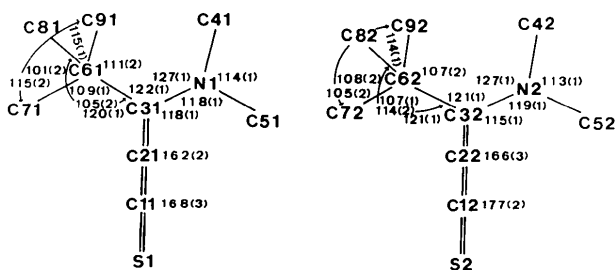 C81 C91 C41
115(1)
101(2) C61 111(2)
115(2) 109(1) 127(1) N1 114(1)
C71 105(2) 122(1) 118(1) C51
120(1) C31 118(1)
C21 162(2)
C11 168(3)
S1
C82 C92 C42
114(1)
108(2) C62 107(2)
105(2) 107(1) 127(1) N2 113(1)
C72 114(2) 121(1) 119(1) C52
121(1) C32 115(1)
C22 166(3)
C12 177(2)
S2